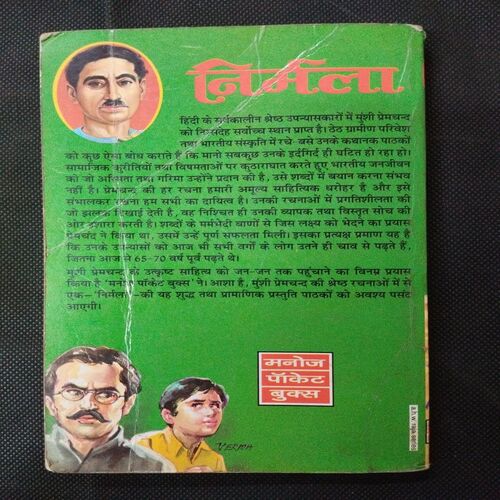 निर्मला
हिंदी के सर्वकालीन श्रेष्ठ उपन्यासकारों में मुंशी प्रेमचन्द
को निःसंदेह सर्वोच्च स्थान प्राप्त है। ठेठ ग्रामीण परिवेश
तथा भारतीय संस्कृति में रचे- बसे उनके कथानक पाठकों
को कुछ ऐसा बोध कराते हैं कि मानो सबकुछ उनके इर्दगिर्द ही घटित हो रहा हो।
सामाजिक कुरीतियों तथा विषमताओं पर कुठाराघात करते हुए भारतीय जनजीवन
को जो अस्मिता तथा गरिमा उन्होंने प्रदान की है, उसे शब्दों में बयान करना संभव
नहीं है। प्रेमचन्द की हर रचना हमारी अमूल्य साहित्यिक धरोहर है और इसे
संभालकर रखना हम सभी का दायित्व है। उनकी रचनाओं में प्रगतिशीलता की
जो झलक दिखाई देती है, वह निश्चित ही उनकी व्यापक तथा विस्तृत सोच की
ओर इशारा करती है। शब्दों के मर्मभेदी बाणों से जिस लक्ष्य को भेदने का प्रयास
प्रेमचंद ने किया था, उसमें उन्हें पूर्ण सफलता मिली। इसका प्रत्यक्ष प्रमाण यह है
कि उनके उपन्यासों को आज भी सभी वर्गों के लोग उतने ही चाव से पढ़ते हैं,
जितना आज से 65-70 वर्ष पूर्व पढ़ते थे।
मुंशी प्रेमचन्द के उत्कृष्ट साहित्य को जन-जन तक पहुंचाने का विनम्र प्रयास
किया है 'मनोज पॉकेट बुक्स' ने। आशा है, मुंशी प्रेमचन्द की श्रेष्ठ रचनाओं में से
एक—'निर्मला'—की यह शुद्ध तथा प्रामाणिक प्रस्तुति पाठकों को अवश्य पसंद
आएगी।
मनोज
पॉकेट
बुक्स
VERMA